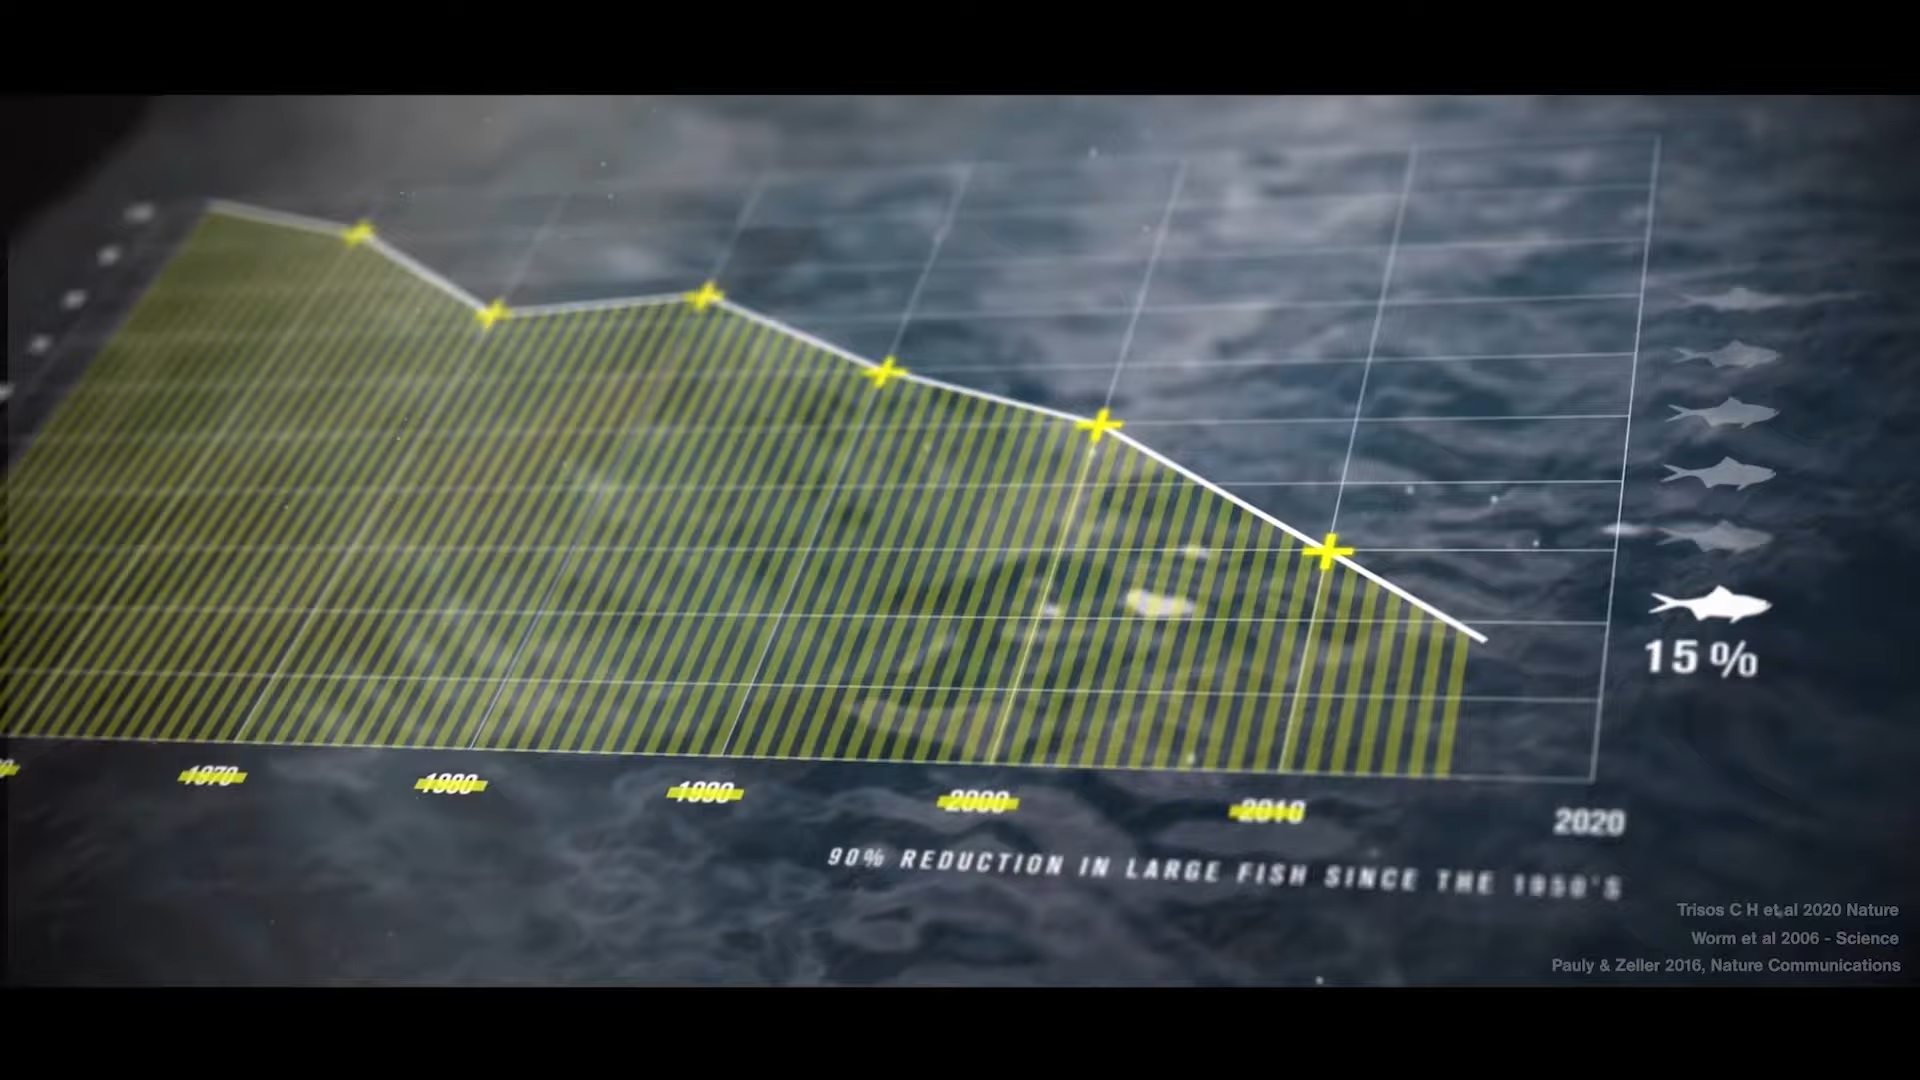 15%
1970
1980
1990
2000
2010
2020
90% REDUCTION IN LARGE FISH SINCE THE 1950'S
Trisos C H et al 2020 Nature
Worm et al 2006 - Science
Pauly & Zeller 2016, Nature Communications